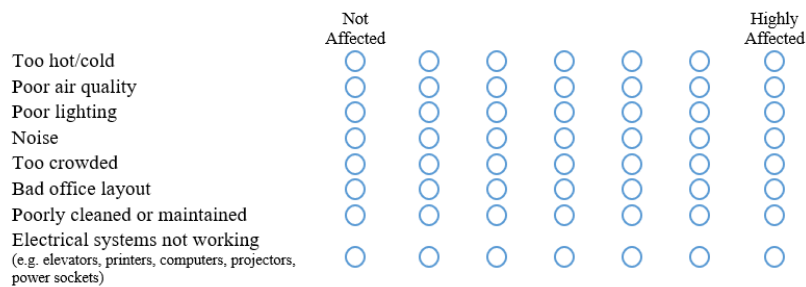 Not Highly
Affected Affected
Too hot/cold
Poor air quality
Poor lighting
Noise
Too crowded
Bad office layout
Poorly cleaned or maintained
Electrical systems not working
(e.g. elevators, printers, computers, projectors,
power sockets)